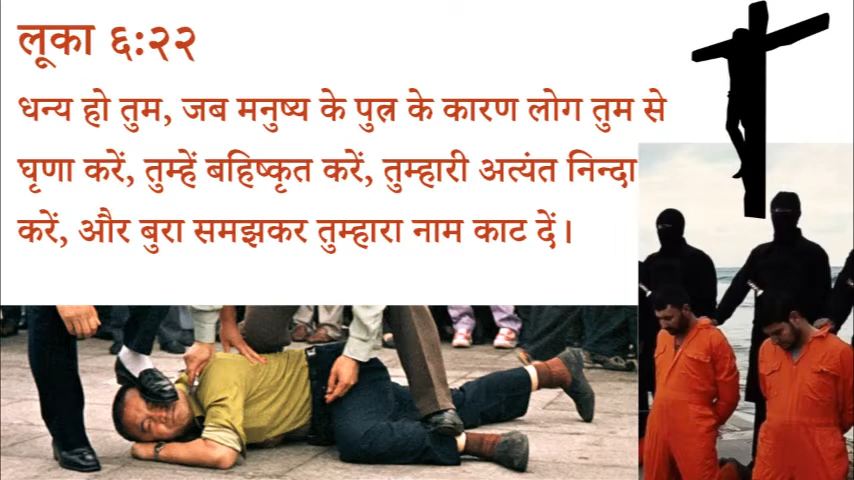 लूका ६:२२
धन्य हो तुम, जब मनुष्य के पुत्र के कारण लोग तुम से
घृणा करें, तुम्हें बहिष्कृत करें, तुम्हारी अत्यंत निन्दा
करें, और बुरा समझकर तुम्हारा नाम काट दें।